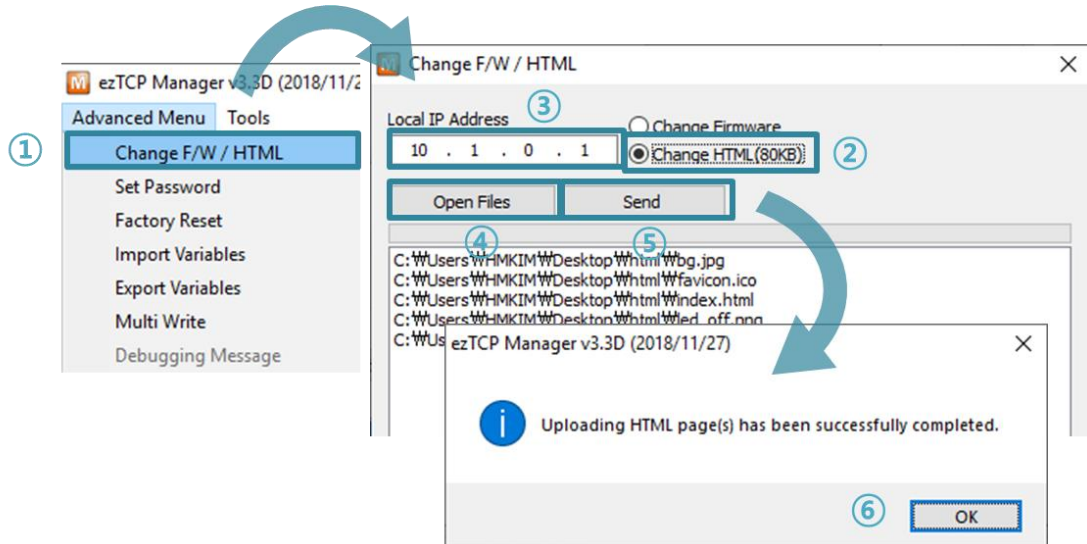 ezTCP Manager v3.3D (2018/11/2
Advanced Menu Tools
① Change F/W / HTML
Set Password
Factory Reset
Import Variables
Export Variables
Multi Write
Debugging Message
Change F/W / HTML
③
Local IP Address
Change Firmware
10 . 1 . 0 . 1
Change HTML(80KB) ②
Open Files Send
④ ⑤
C:₩Users₩HMKIM₩Desktop₩html₩bg.jpg
C:₩Users₩HMKIM₩Desktop₩html₩favicon.ico
C:₩Users₩HMKIM₩Desktop₩html₩index.html
C:₩Users₩HMKIM₩Desktop₩html₩led_off.png
C:₩Us
ezTCP Manager v3.3D (2018/11/27)
Uploading HTML page(s) has been successfully completed.
⑥ OK